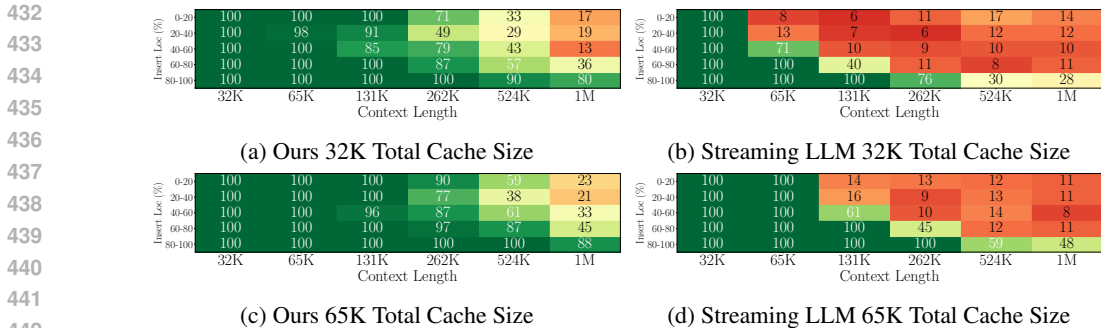 432
433
434
435
436
437
438
439
440
441
Insert Loc (%)
0-20 100 100 100 71 33 17
20-40 100 98 91 49 29 19
40-60 100 100 85 79 43 13
60-80 100 100 100 87 57 36
80-100 100 100 100 100 90 80
32K 65K 131K 262K 524K 1M
Context Length
(a) Ours 32K Total Cache Size
Insert Loc (%)
0-20 100 8 6 11 17 14
20-40 100 13 7 6 12 12
40-60 100 71 10 9 10 10
60-80 100 100 40 11 8 11
80-100 100 100 100 76 30 28
32K 65K 131K 262K 524K 1M
Context Length
(b) Streaming LLM 32K Total Cache Size
Insert Loc (%)
0-20 100 100 100 90 59 23
20-40 100 100 100 77 38 21
40-60 100 100 96 87 61 33
60-80 100 100 100 97 87 45
80-100 100 100 100 100 100 88
32K 65K 131K 262K 524K 1M
Context Length
(c) Ours 65K Total Cache Size
Insert Loc (%)
0-20 100 100 14 13 12 11
20-40 100 100 16 9 13 11
40-60 100 100 61 10 14 8
60-80 100 100 100 45 12 11
80-100 100 100 100 100 59 48
32K 65K 131K 262K 524K 1M
Context Length
(d) Streaming LLM 65K Total Cache Size